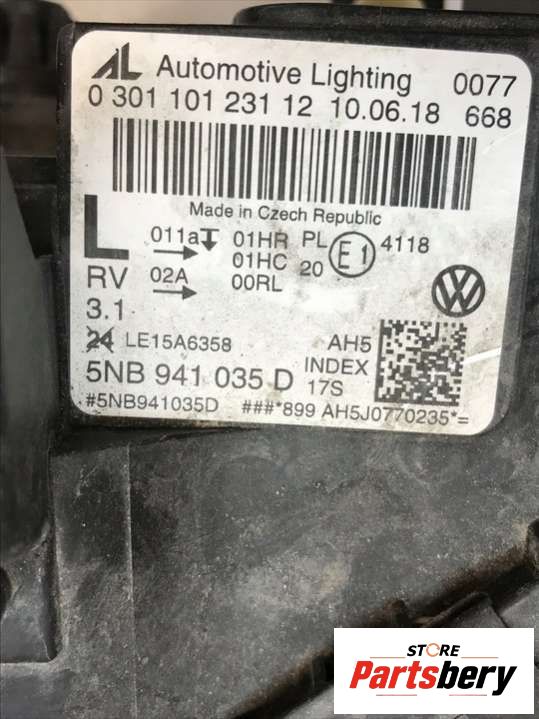 AL Automotive Lighting 0077
0 301 101 231 12 10.06.18 668
Made in Czech Republic
L 011a 01HR PL E1 4118
01HC 20
RV 02A 00RL
3.1
24 LE15A6358 AH5
5NB 941 035 D INDEX 17S
#5NB941035D ###*899 AH5J0770235*=
STORE
Partsbery